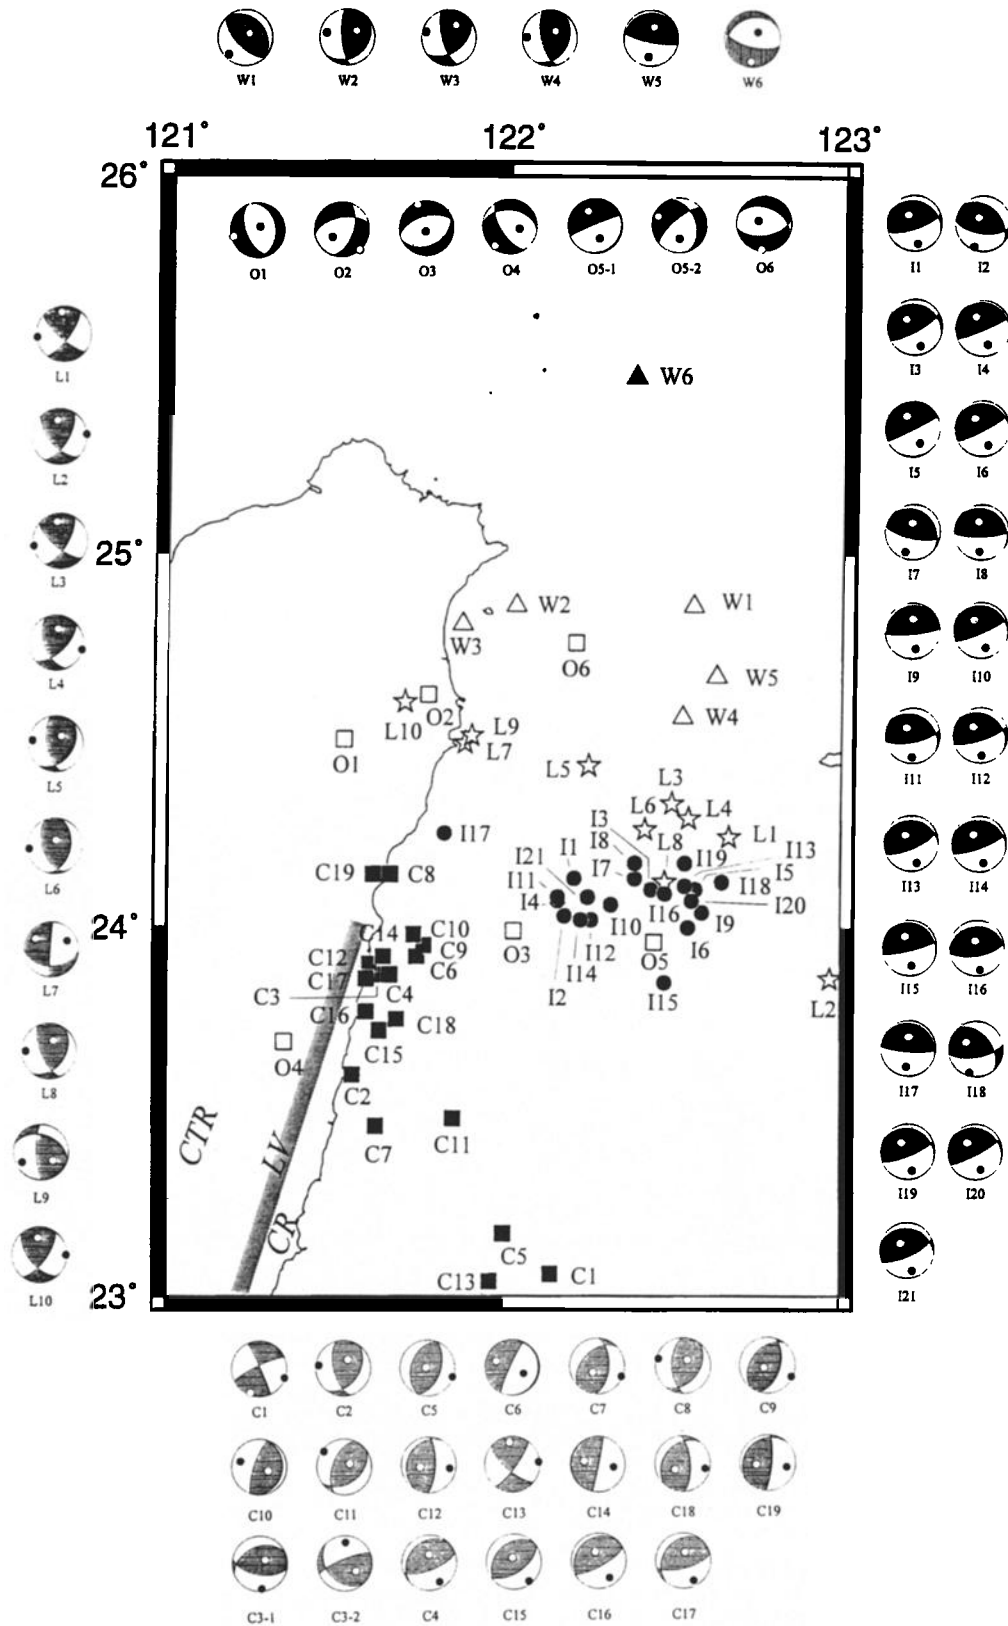 W1 W2 W3 W4 W5 W6
121° 122° 123°
26°
O1 O2 O3 O4 O5-1 O5-2 O6
I1 I2
L1
I3 I4
W6
L2
I5 I6
25°
L3
I7 I8
W2 W1
W3
O6
L4
I9 I10
W5
O2
L10
W4
L9
O1
L7
L5
I11 I12
L5
L3
L6 L4
I3
L1
I17
I8 L8
I1 I19 I13
L6
I13 I14
I21 I7 I5
C19 C8
I11 I18
I4 I16 I20
24°
I10 I9
C14 C10
O3 I12 O5 I6
C12 C9
I14
C17 C6
L7
I15 I16
C3 C4
I2 I15
L2
C16 C18
C15
O4
L8
I17 I18
C2
CTR
C11
C7
LV
L9
I19 I20
CR
C5
C13 C1
L10
23°
I21
C1 C2 C5 C6 C7 C8 C9
C10 C11 C12 C13 C14 C18 C19
C3-1 C3-2 C4 C15 C16 C17